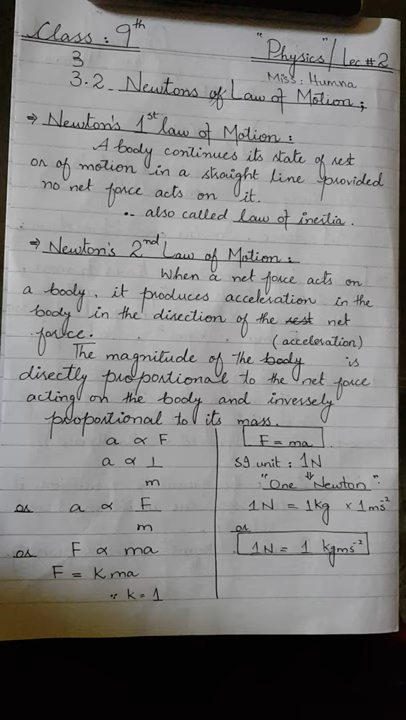 Class : 9th
"Physics"/ Lec # 2
3
Miss : Humna
3.2 Newtons of Law of Motion ;
⇒ Newton's 1st law of Motion :
A body continues its state of rest
or of motion in a straight line provided
no net force acts on it.
∴ also called law of inertia.
⇒ Newton's 2nd Law of Motion :
When a net force acts on
a body, it produces acceleration in the
body in the direction of the rest net
force.
(acceleration)
The magnitude of the body is
directly proportional to the net force
acting on the body and inversely
proportional to its mass.
a ∝ F
a ∝ 1/m
or a ∝ F/m
or F ∝ ma
F = Kma
∵ k = 1
F = ma
SI unit : 1N
"One Newton"
1N = 1kg × 1ms⁻²
or
1N = 1 kgms⁻²